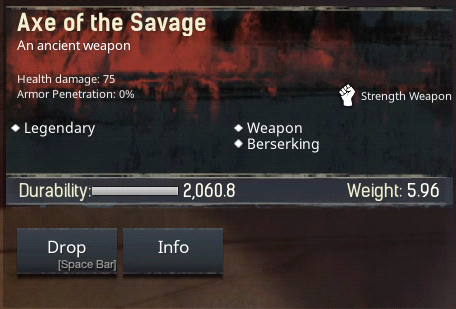 Axe of the Savage
An ancient weapon
Health damage: 75
Armor Penetration: 0%
Strength Weapon
Legendary
Weapon
Berserking
Durability: 2,060.8
Weight: 5.96
Drop
[Space Bar]
Info